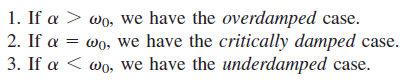 1. If α > ω₀, we have the overdamped case.
2. If α = ω₀, we have the critically damped case.
3. If α < ω₀, we have the underdamped case.